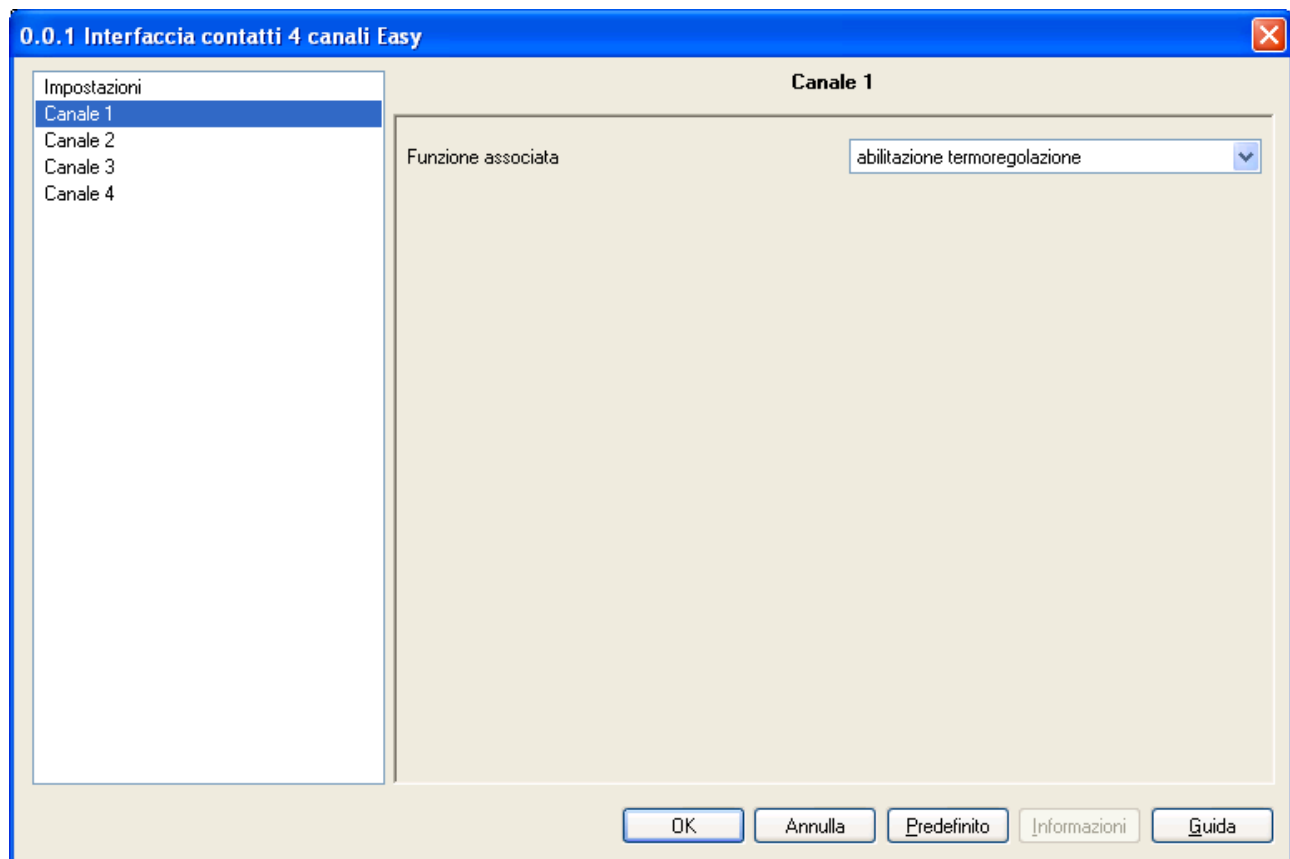 0.0.1 Interfaccia contatti 4 canali Easy
Impostazioni
Canale 1
Canale 2
Canale 3
Canale 4
Canale 1
Funzione associata
abilitazione termoregolazione
OK
Annulla
Predefinito
Informazioni
Guida